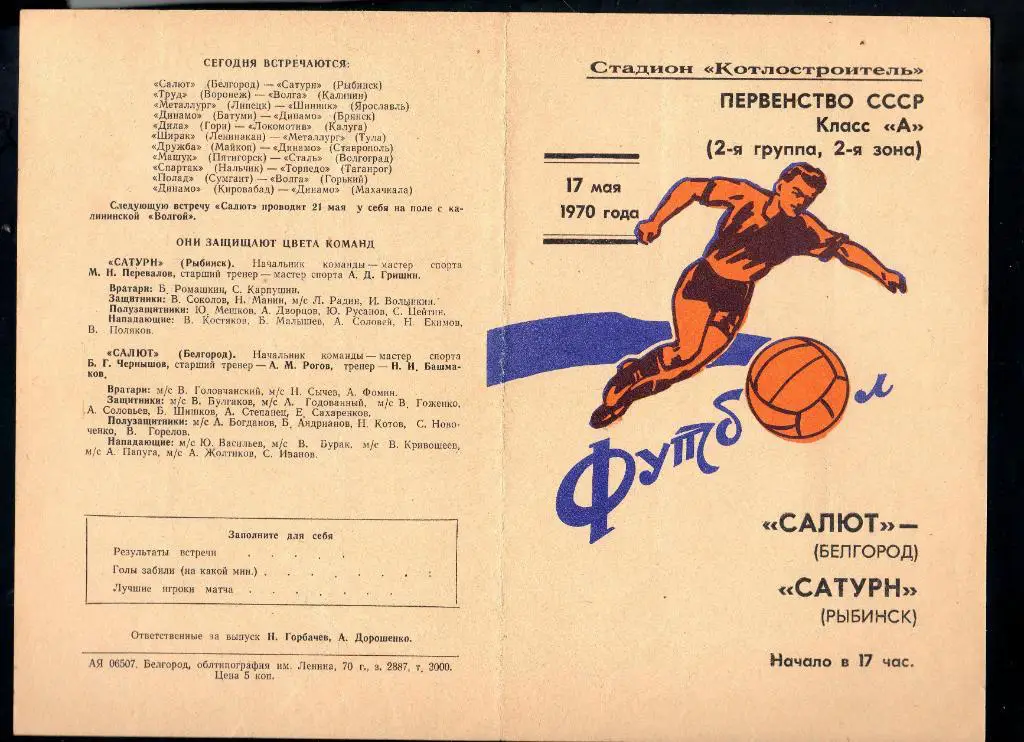 СЕГОДНЯ ВСТРЕЧАЮТСЯ:
«Салют» (Белгород) — «Сатурн» (Рыбинск)
«Труд» (Воронеж) — «Волга» (Калинин)
«Металлург» (Липецк) — «Шинник» (Ярославль)
«Динамо» (Батуми) — «Динамо» (Брянск)
«Дила» (Гори) — «Локомотив» (Калуга)
«Ширак» (Ленинакан) — «Металлург» (Тула)
«Дружба» (Майкоп) — «Динамо» (Ставрополь)
«Машук» (Пятигорск) — «Сталь» (Волгоград)
«Спартак» (Нальчик) — «Торпедо» (Таганрог)
«Полад» (Сумгаит) — «Волга» (Горький)
«Динамо» (Кировабад) — «Динамо» (Махачкала)
Следующую встречу «Салют» проводит 21 мая у себя на поле с ка-
лининской «Волгой».
ОНИ ЗАЩИЩАЮТ ЦВЕТА КОМАНД
«САТУРН» (Рыбинск). Начальник команды — мастер спорта
М. Н. Перевалов, старший тренер — мастер спорта А. Д. Гришин.
Вратари: Б. Ромашкин, С. Карпушин.
Защитники: В. Соколов, Н. Манин, м/с Л. Радин, И. Волынкин.
Полузащитники: Ю. Мешков, А. Дворцов, Ю. Русанов, С. Цейтин.
Нападающие: В. Костяков, Б. Малышев, А. Соловей, Н. Екимов,
В. Поляков.
«САЛЮТ» (Белгород). Начальник команды — мастер спорта
Б. Г. Чернышов, старший тренер — А. М. Рогов, тренер — Н. И. Башма-
ков.
Вратари: м/с В. Головчанский, м/с Н. Сычев, А. Фомин.
Защитники: м/с В. Булгаков, м/с А. Годованный, м/с В. Гоженко,
А. Соловьев, Б. Шишков, А. Степанец, Е. Сахаренков.
Полузащитники: м/с А. Богданов, Б. Андрианов, Н. Котов, С. Ново-
ченко, В. Горелов.
Нападающие: м/с Ю. Васильев, м/с В. Бурак, м/с В. Кривошеев,
м/с А. Папуга, м/с А. Жолтиков, С. Иванов.
Заполните для себя
Результаты встречи . . . . .
Голы забили (на какой мин.) . . . . . . :
Лучшие игроки матча . . . . . .
Ответственные за выпуск Н. Горбачев, А. Дорошенко.
АЯ 06507, Белгород, облтипография им. Ленина, 70 г., з. 2887, т. 3000.
Цена 5 коп.
Стадион «Котлостроитель»
ПЕРВЕНСТВО СССР
Класс «А»
(2-я группа, 2-я зона)
17 мая
1970 года
Футбол
«САЛЮТ» —
(БЕЛГОРОД)
«САТУРН»
(РЫБИНСК)
Начало в 17 час.